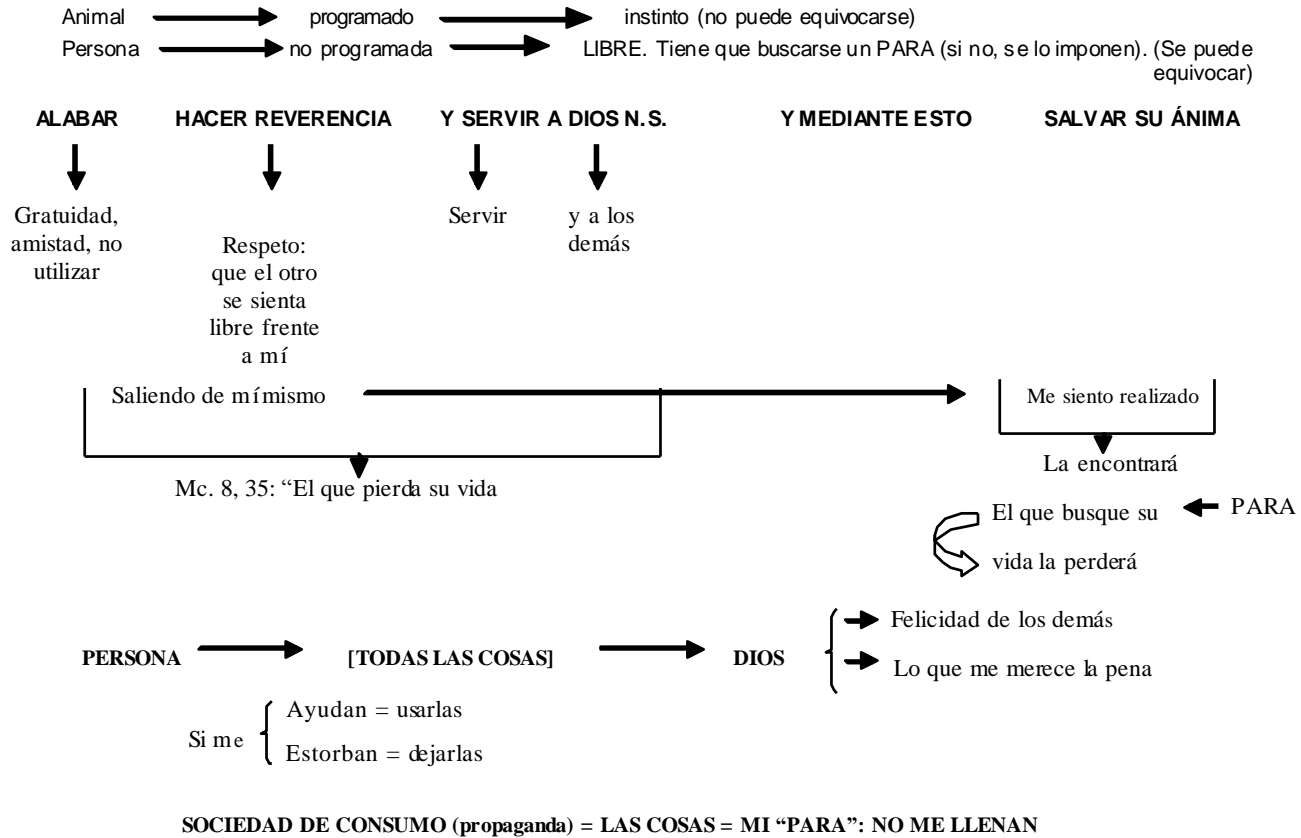 Animal programado instinto (no puede equivocarse)
Persona no programada LIBRE. Tiene que buscarse un PARA (si no, se lo imponen). (Se puede
equivocar)
ALABAR HACER REVERENCIA Y SERVIR A DIOS N.S. Y MEDIANTE ESTO SALVAR SU ÁNIMA
Gratuidad,
amistad, no
utilizar
Respeto:
que el otro
se sienta
libre frente
a mí
Servir
y a los
demás
Saliendo de mí mismo
Me siento realizado
Mc. 8, 35: “El que pierda su vida
La encontrará
El que busque su
vida la perderá
PARA
PERSONA [TODAS LAS COSAS] DIOS
Felicidad de los demás
Lo que me merece la pena
Si me
Ayudan = usarlas
Estorban = dejarlas
SOCIEDAD DE CONSUMO (propaganda) = LAS COSAS = MI “PARA”: NO ME LLENAN